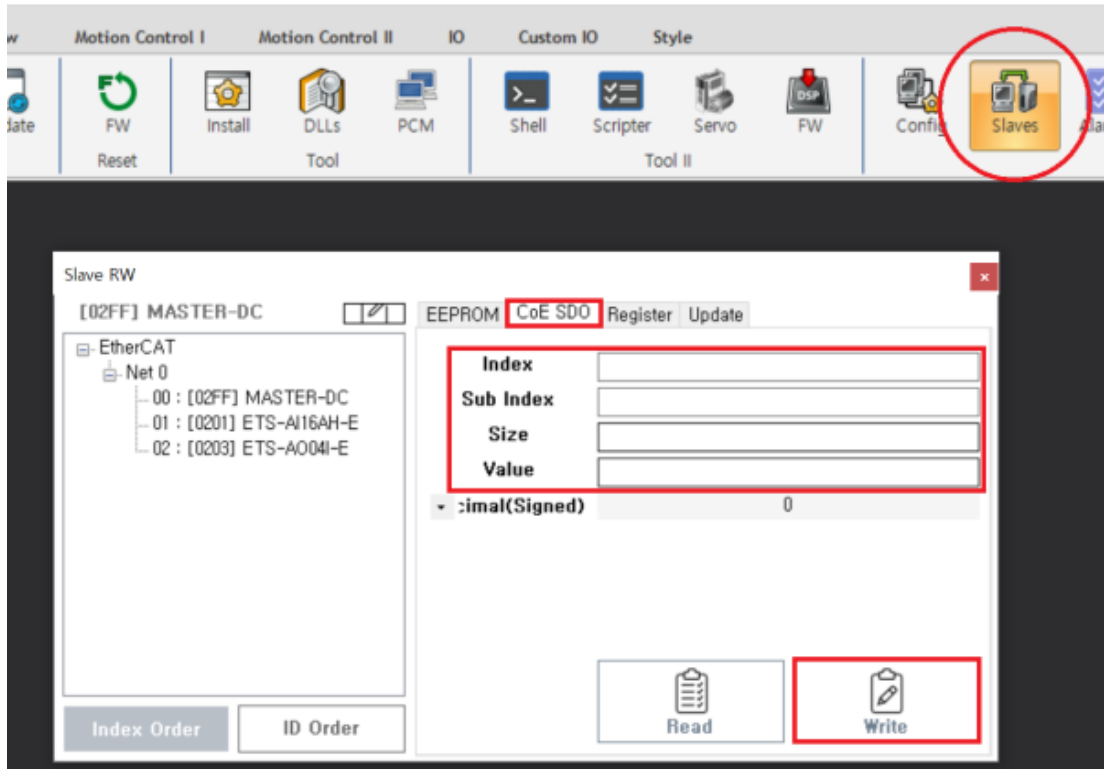 Motion Control I Motion Control II IO Custom IO Style
FW Install DLLs PCM Shell Scripter Servo FW Config Slaves
Reset Tool Tool II
DSP
Slave RW
[02FF] MASTER-DC
EEPROM CoE SDO Register Update
EtherCAT
Net 0
00 : [02FF] MASTER-DC
01 : [0201] ETS-AI16AH-E
02 : [0203] ETS-AO04I-E
Index
Sub Index
Size
Value
cimal(Signed) 0
Read Write
Index Order ID Order